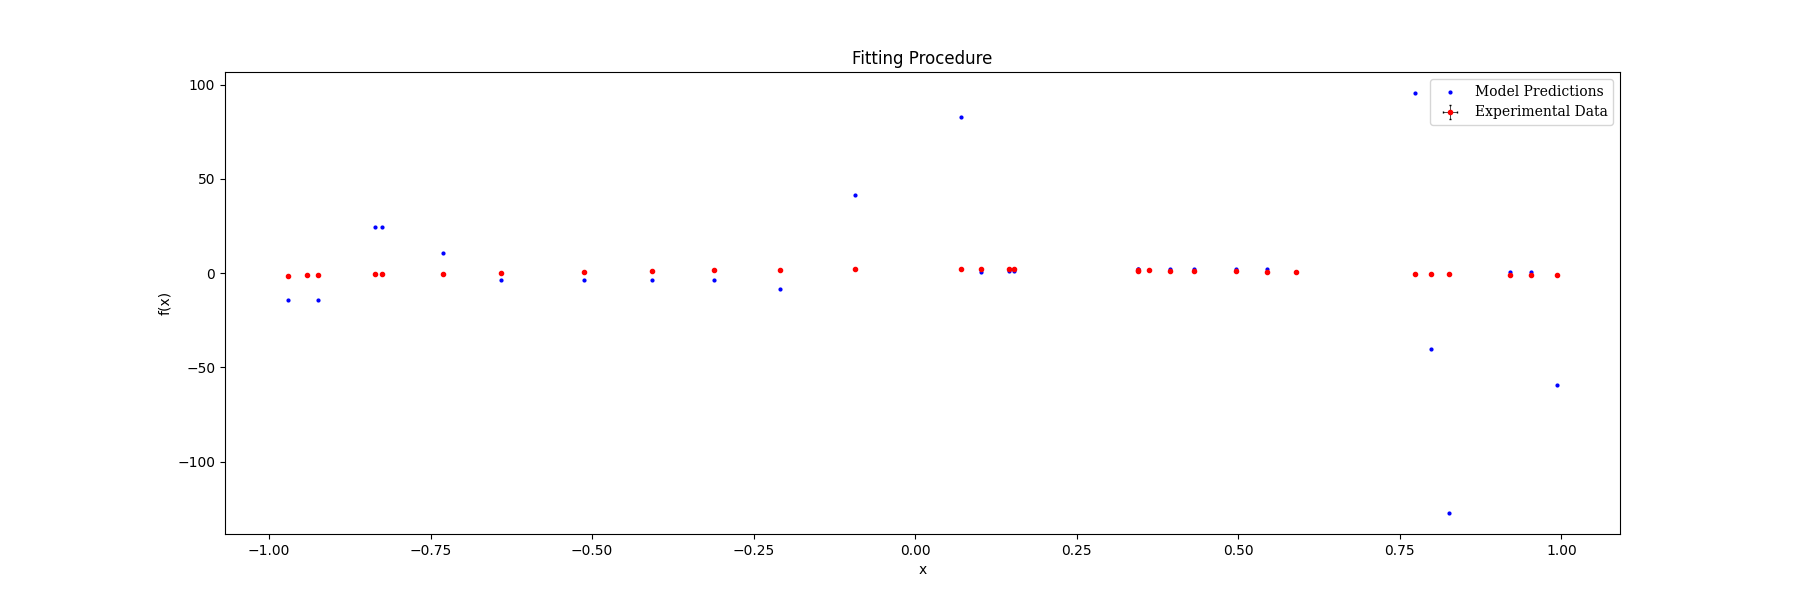 Fitting Procedure
Model Predictions
Experimental Data
100
50
0
−50
−100
f(x)
−1.00 −0.75 −0.50 −0.25 0.00 0.25 0.50 0.75 1.00
x